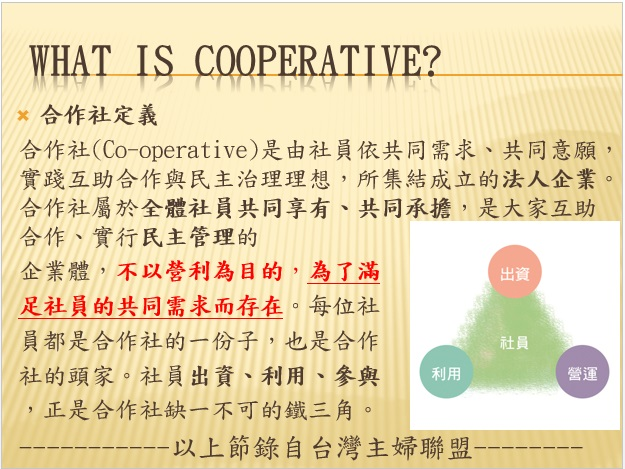 WHAT IS COOPERATIVE?
合作社定義
合作社(Co-operative)是由社員依共同需求、共同意願，
實踐互助合作與民主治理理想，所集結成立的法人企業。
合作社屬於全體社員共同享有、共同承擔，是大家互助
合作、實行民主管理的
企業體，不以營利為目的，為了滿
足社員的共同需求而存在。每位社
員都是合作社的一份子，也是合作
社的頭家。社員出資、利用、參與
，正是合作社缺一不可的鐵三角。
出資
社員
利用
營運
-----------以上節錄自台灣主婦聯盟--------